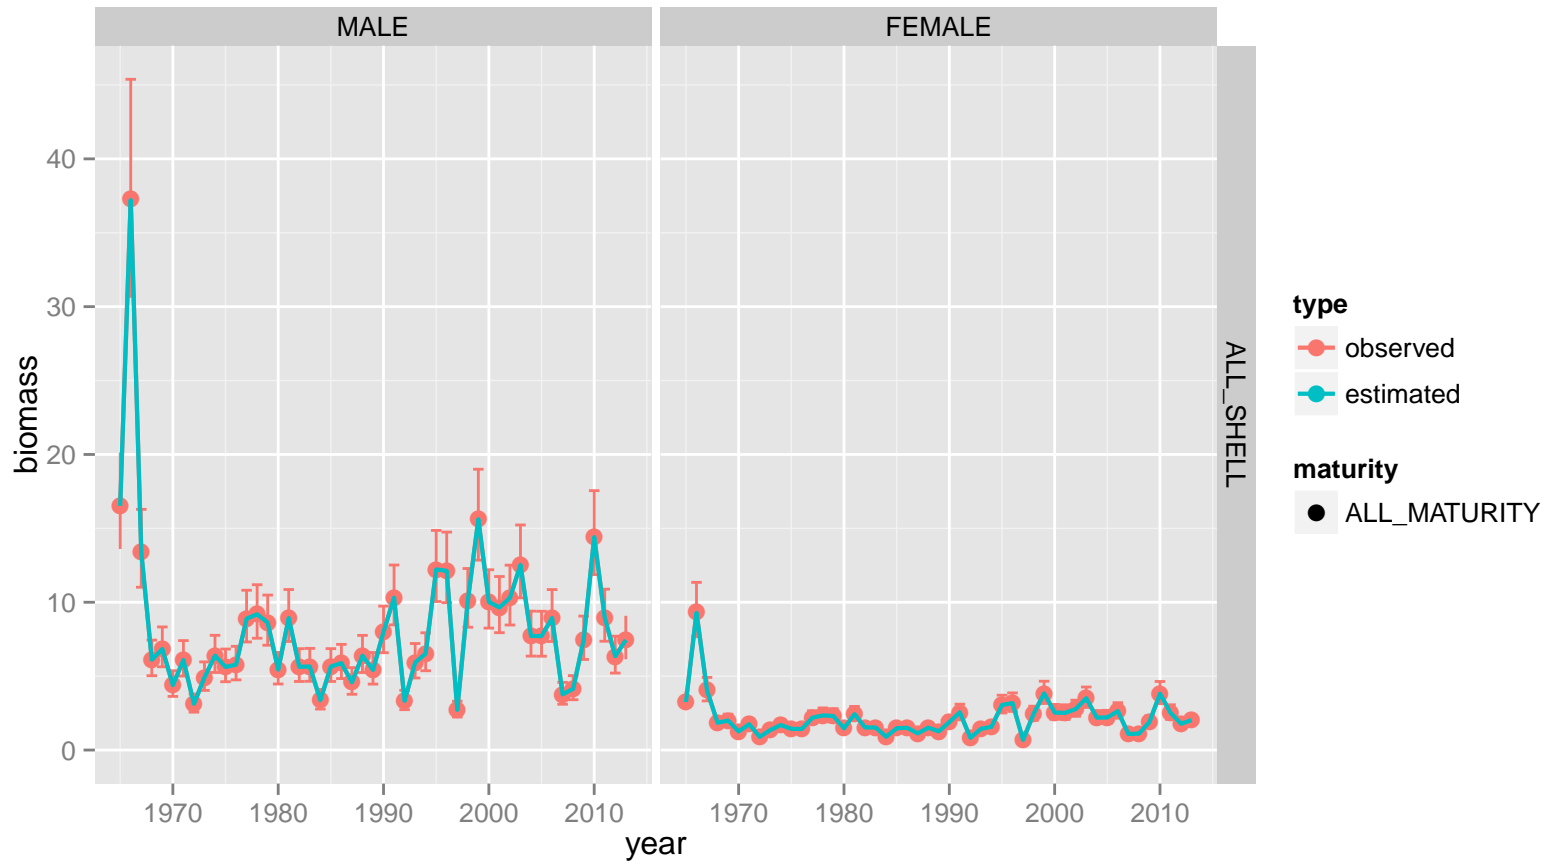 MALE
FEMALE
ALL_SHELL
biomass
40
30
20
10
0
1970 1980 1990 2000 2010
1970 1980 1990 2000 2010
year
type
observed
estimated
maturity
ALL_MATURITY